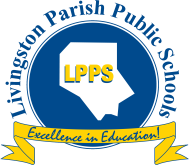 Livingston Parish Public Schools
LPPS
Excellence in Education!